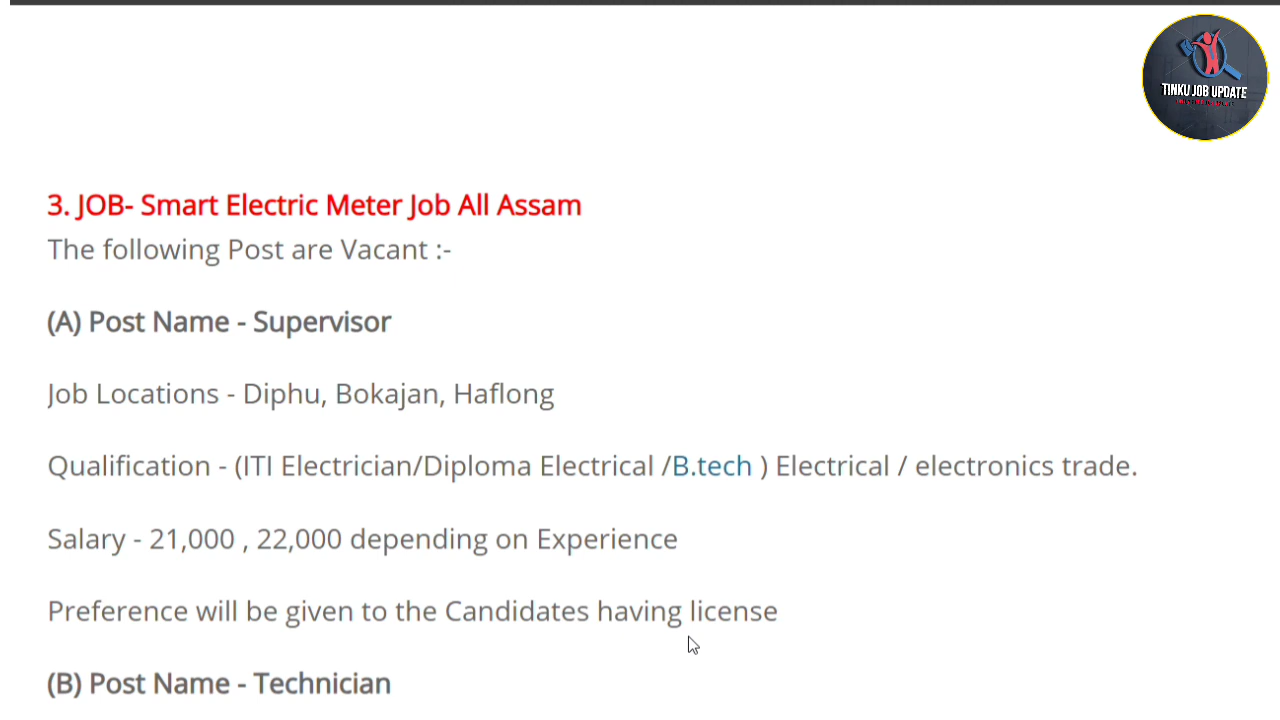 TINKU JOB UPDATE
3. JOB- Smart Electric Meter Job All Assam
The following Post are Vacant :-
(A) Post Name - Supervisor
Job Locations - Diphu, Bokajan, Haflong
Qualification - (ITI Electrician/Diploma Electrical /B.tech ) Electrical / electronics trade.
Salary - 21,000 , 22,000 depending on Experience
Preference will be given to the Candidates having license
(B) Post Name - Technician